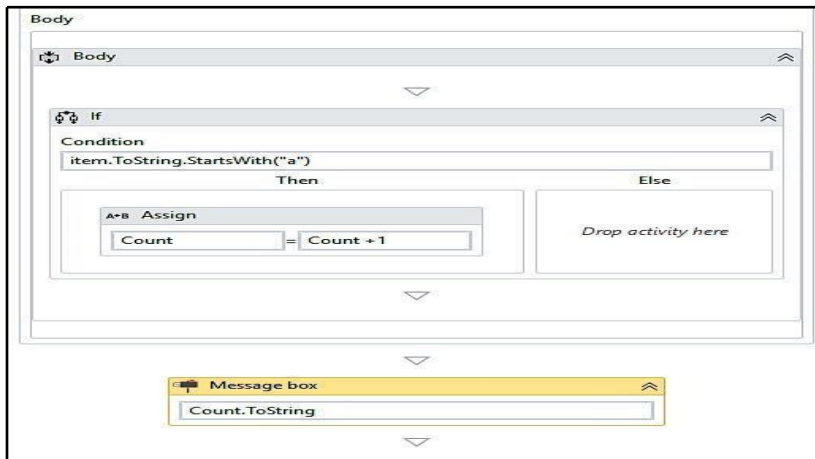 Body
Body
If
Condition
item.ToString.StartsWith("a")
Then Else
A+B Assign
Count = Count +1
Drop activity here
Message box
Count.ToString